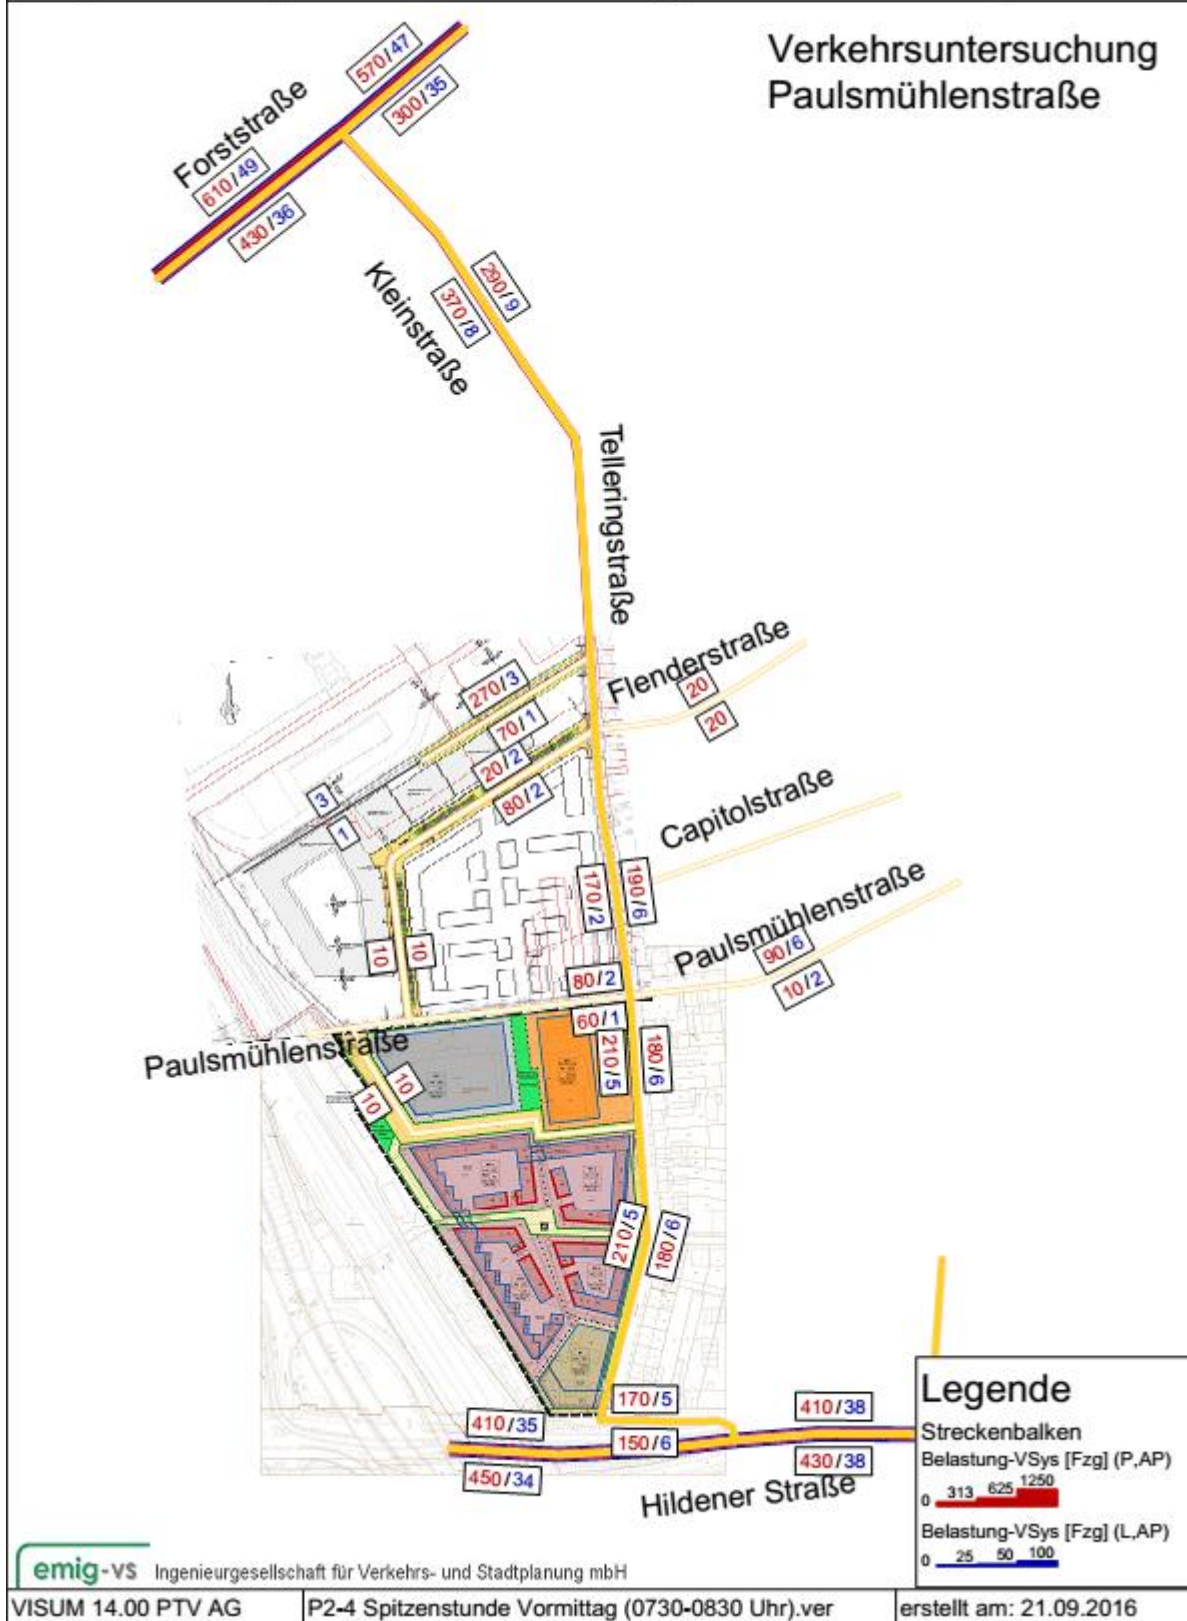 Verkehrsuntersuchung
Paulsmühlenstraße
570/47
300/35
Forststraße
610/49
430/36
290/9
370/8
Kleinstraße
Telleringstraße
Flenderstraße
20
20
270/3
70/1
20/2
80/2
3
1
Capitolstraße
170/2
190/6
Paulsmühlenstraße
90/6
10/2
10
10
80/2
60/1
210/5
180/6
Paulsmühlenstraße
10
10
210/5
180/6
170/5
410/35
150/6
410/38
450/34
430/38
Hildener Straße
Legende
Streckenbalken
Belastung-VSys [Fzg] (P,AP)
0 313 625 1250
Belastung-VSys [Fzg] (L,AP)
0 25 50 100
emig-vs Ingenieurgesellschaft für Verkehrs- und Stadtplanung mbH
VISUM 14.00 PTV AG
P2-4 Spitzenstunde Vormittag (0730-0830 Uhr).ver
erstellt am: 21.09.2016